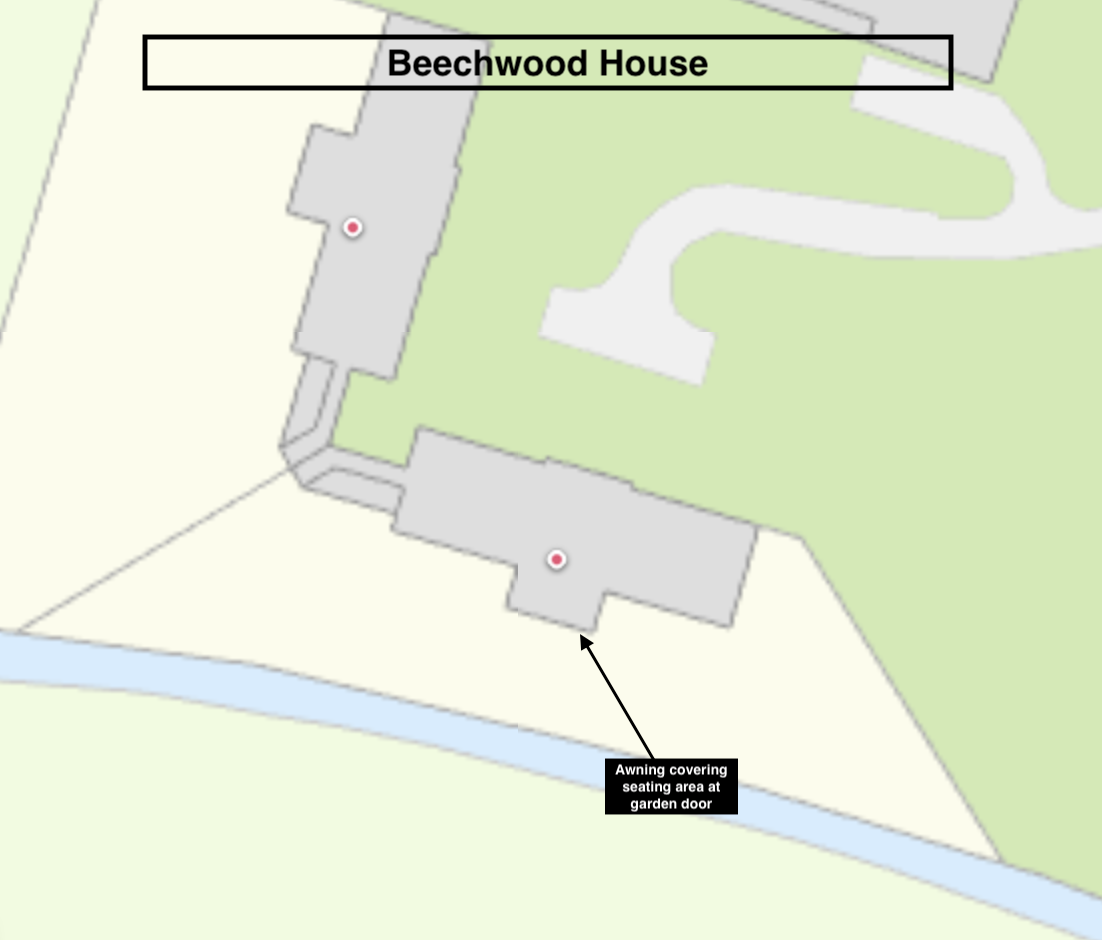 Beechwood House
Awning covering
seating area at
garden door